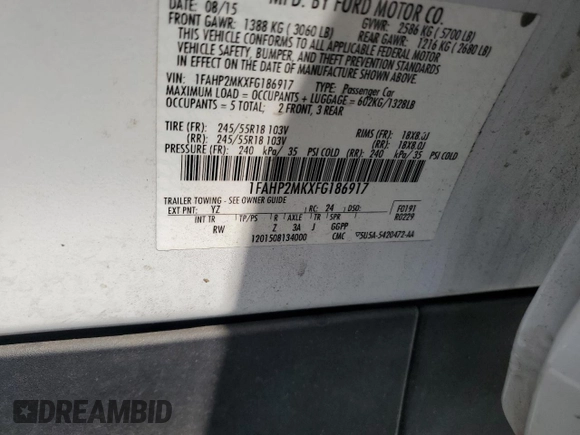 MFD. BY FORD MOTOR CO.
DATE: 08/15
GVWR: 2586 KG (5700 LB)
FRONT GAWR: 1388 KG (3060 LB)
REAR GAWR: 1216 KG (2680 LB)
THIS VEHICLE CONFORMS TO ALL APPLICABLE FEDERAL MOTOR
VEHICLE SAFETY, BUMPER, AND THEFT PREVENTION STANDARDS
IN EFFECT ON THE DATE OF MANUFACTURE SHOWN ABOVE.
VIN: 1FAHP2MKXFG186917
TYPE: Passenger Car
MAXIMUM LOAD = OCCUPANTS + LUGGAGE = 602KG/1328LB
OCCUPANTS = 5 TOTAL; 2 FRONT, 3 REAR
TIRE (FR): 245/55R18 103V RIMS (FR): 18X8.0J
(RR): 245/55R18 103V (RR): 18X8.0J
PRESSURE (FR): 240 kPa/ 35 PSI COLD (RR): 240 kPa/ 35 PSI COLD
1FAHP2MKXFG186917
TRAILER TOWING - SEE OWNER GUIDE
EXT PNT: YZ RC: 24 DSO: F0191
R0229
INT TR TP/PS R AXLE TR SPR
RW Z 3A J GGPP
1201508134000 CMC 5U5A-5420472-AA
DREAMBID